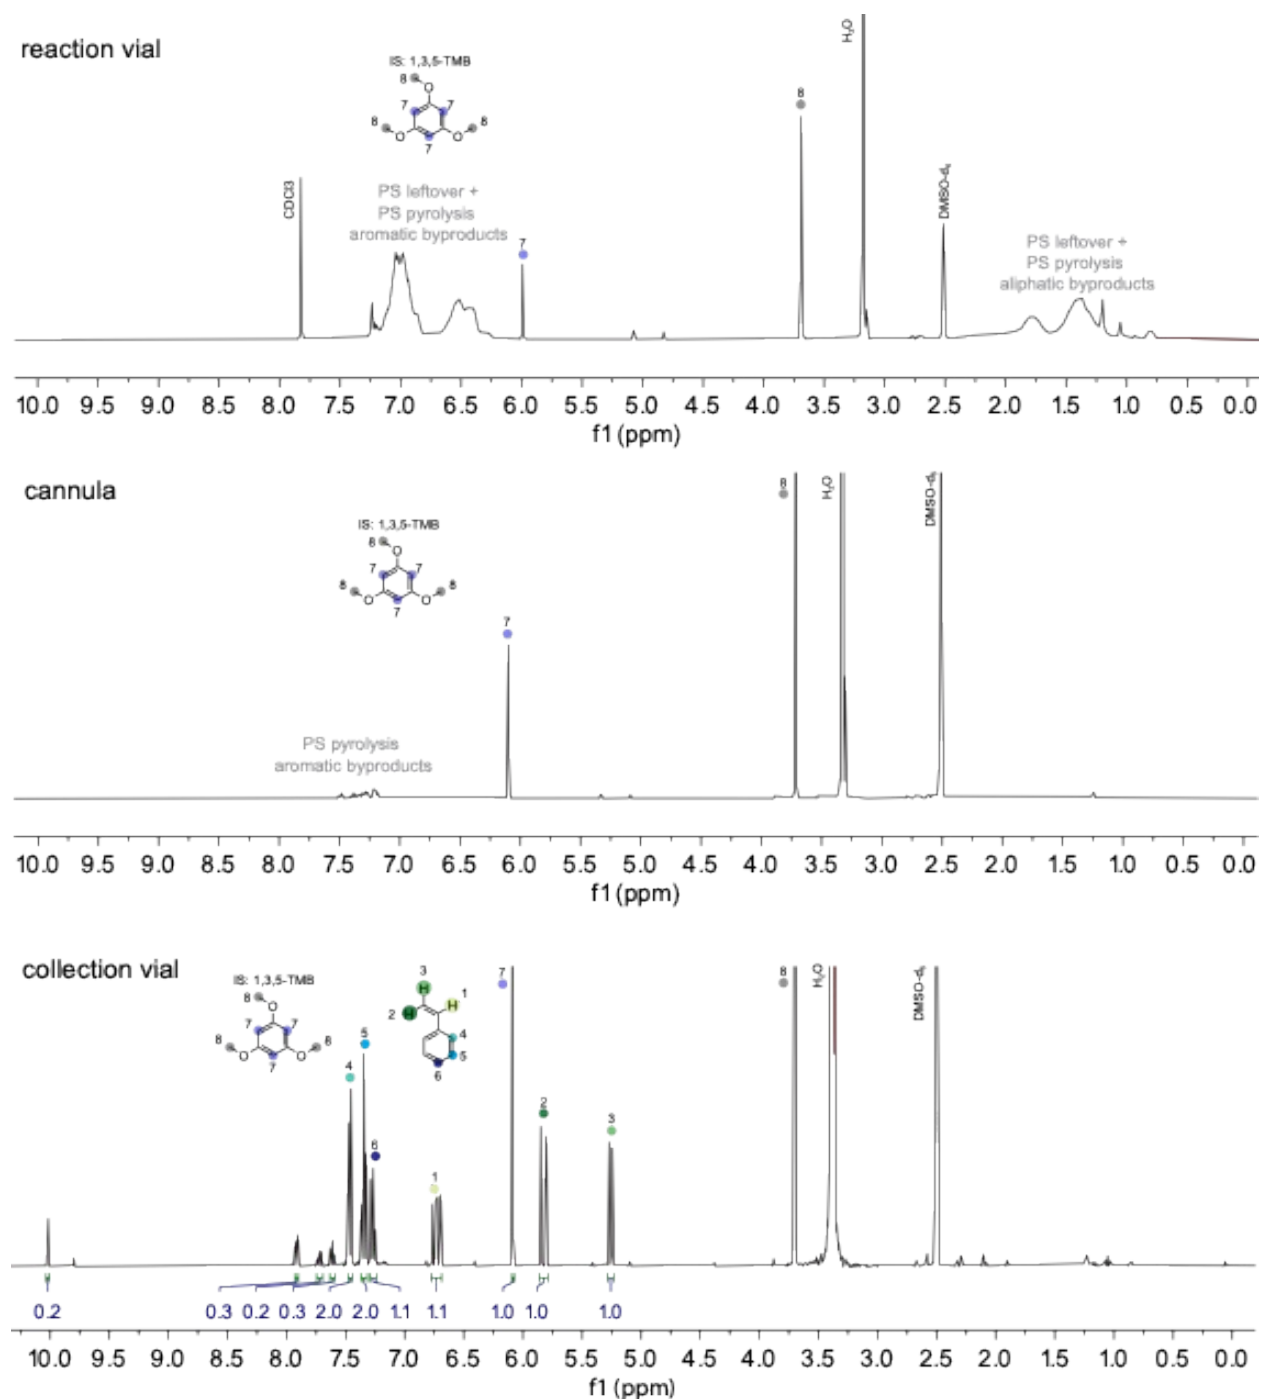 reaction vial
IS: 1,3,5-TMB
8
O
7 7
8 O O 8
7
CDCl3
PS leftover +
PS pyrolysis
aromatic byproducts
7
8
H₂O
DMSO-d₆
PS leftover +
PS pyrolysis
aliphatic byproducts
10.0 9.5 9.0 8.5 8.0 7.5 7.0 6.5 6.0 5.5 5.0 4.5 4.0 3.5 3.0 2.5 2.0 1.5 1.0 0.5 0.0
f1 (ppm)
cannula
IS: 1,3,5-TMB
8
O
7 7
8 O O 8
7
PS pyrolysis
aromatic byproducts
7
8
H₂O
DMSO-d₆
10.0 9.5 9.0 8.5 8.0 7.5 7.0 6.5 6.0 5.5 5.0 4.5 4.0 3.5 3.0 2.5 2.0 1.5 1.0 0.5 0.0
f1 (ppm)
collection vial
IS: 1,3,5-TMB
8
O
7 7
8 O O 8
7
3
H
1
H
2
H
4
5
6
4
5
6
1
7
2
3
8
H₂O
DMSO-d₆
0.2 0.3 0.2 0.3 2.0 2.0 1.1 1.1 1.0 1.0 1.0
10.0 9.5 9.0 8.5 8.0 7.5 7.0 6.5 6.0 5.5 5.0 4.5 4.0 3.5 3.0 2.5 2.0 1.5 1.0 0.5 0.0
f1 (ppm)